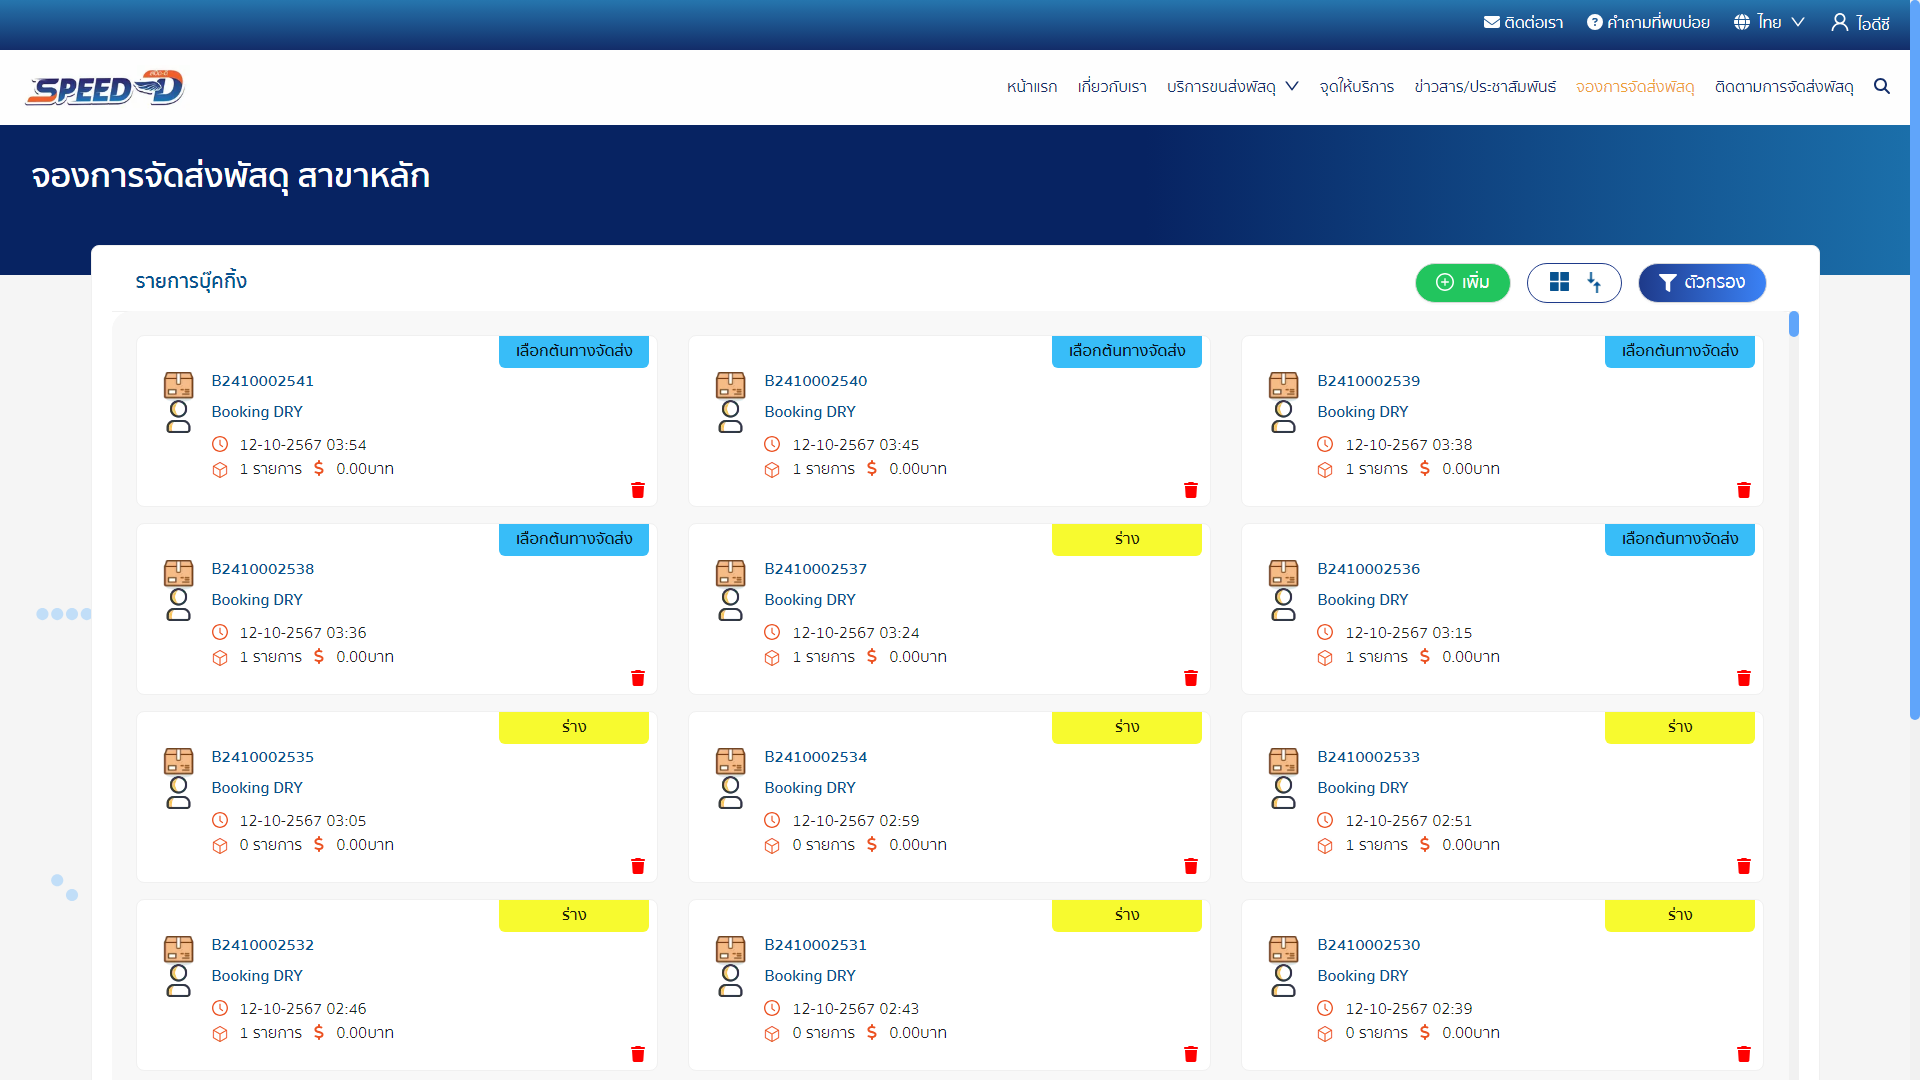 ติดต่อเรา คำถามที่พบบ่อย ไทย ไอดีซี
SPEED-D
หน้าแรก เกี่ยวกับเรา บริการขนส่งพัสดุ จุดให้บริการ ข่าวสาร/ประชาสัมพันธ์ จองการจัดส่งพัสดุ ติดตามการจัดส่งพัสดุ
จองการจัดส่งพัสดุ สาขาหลัก
รายการบุ๊คกิ้ง
เพิ่ม
ตัวกรอง
เลือกต้นทางจัดส่ง
B2410002541
Booking DRY
12-10-2567 03:54
1 รายการ $ 0.00บาท
เลือกต้นทางจัดส่ง
B2410002540
Booking DRY
12-10-2567 03:45
1 รายการ $ 0.00บาท
เลือกต้นทางจัดส่ง
B2410002539
Booking DRY
12-10-2567 03:38
1 รายการ $ 0.00บาท
เลือกต้นทางจัดส่ง
B2410002538
Booking DRY
12-10-2567 03:36
1 รายการ $ 0.00บาท
ร่าง
B2410002537
Booking DRY
12-10-2567 03:24
1 รายการ $ 0.00บาท
เลือกต้นทางจัดส่ง
B2410002536
Booking DRY
12-10-2567 03:15
1 รายการ $ 0.00บาท
ร่าง
B2410002535
Booking DRY
12-10-2567 03:05
0 รายการ $ 0.00บาท
ร่าง
B2410002534
Booking DRY
12-10-2567 02:59
0 รายการ $ 0.00บาท
ร่าง
B2410002533
Booking DRY
12-10-2567 02:51
1 รายการ $ 0.00บาท
ร่าง
B2410002532
Booking DRY
12-10-2567 02:46
1 รายการ $ 0.00บาท
ร่าง
B2410002531
Booking DRY
12-10-2567 02:43
0 รายการ $ 0.00บาท
ร่าง
B2410002530
Booking DRY
12-10-2567 02:39
0 รายการ $ 0.00บาท